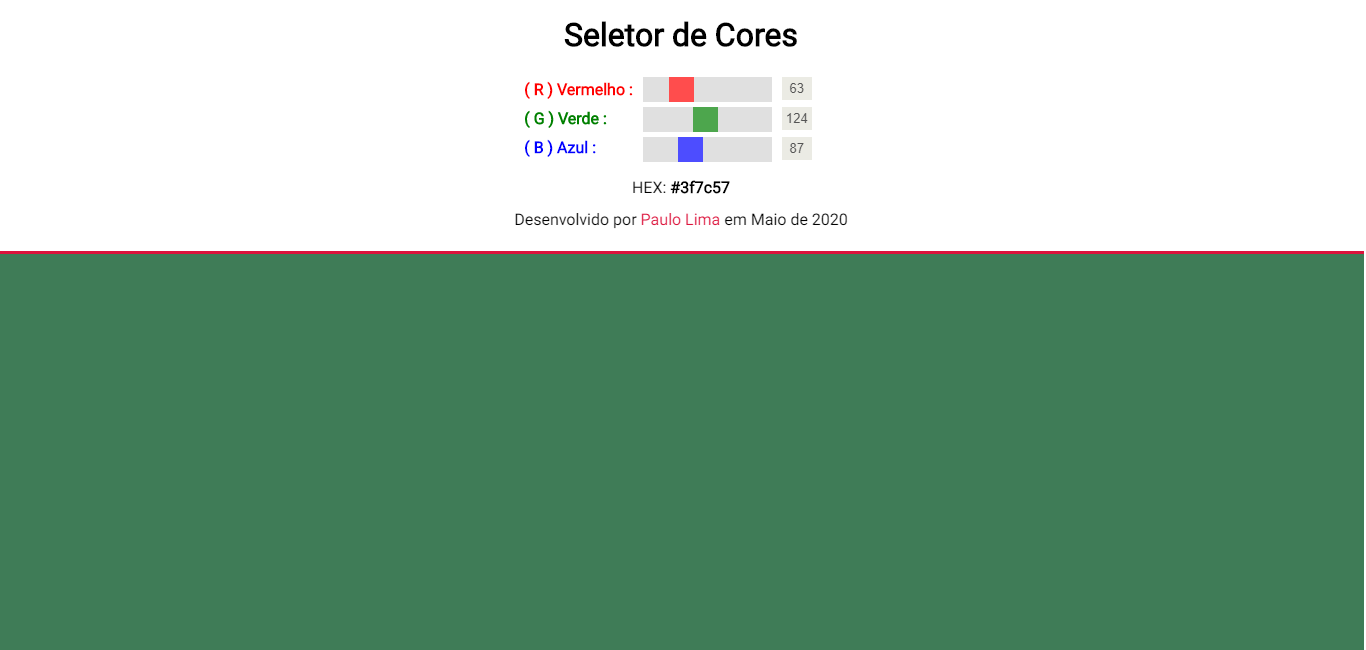 Seletor de Cores
( R ) Vermelho : 63
( G ) Verde : 124
( B ) Azul : 87
HEX: #3f7c57
Desenvolvido por Paulo Lima em Maio de 2020